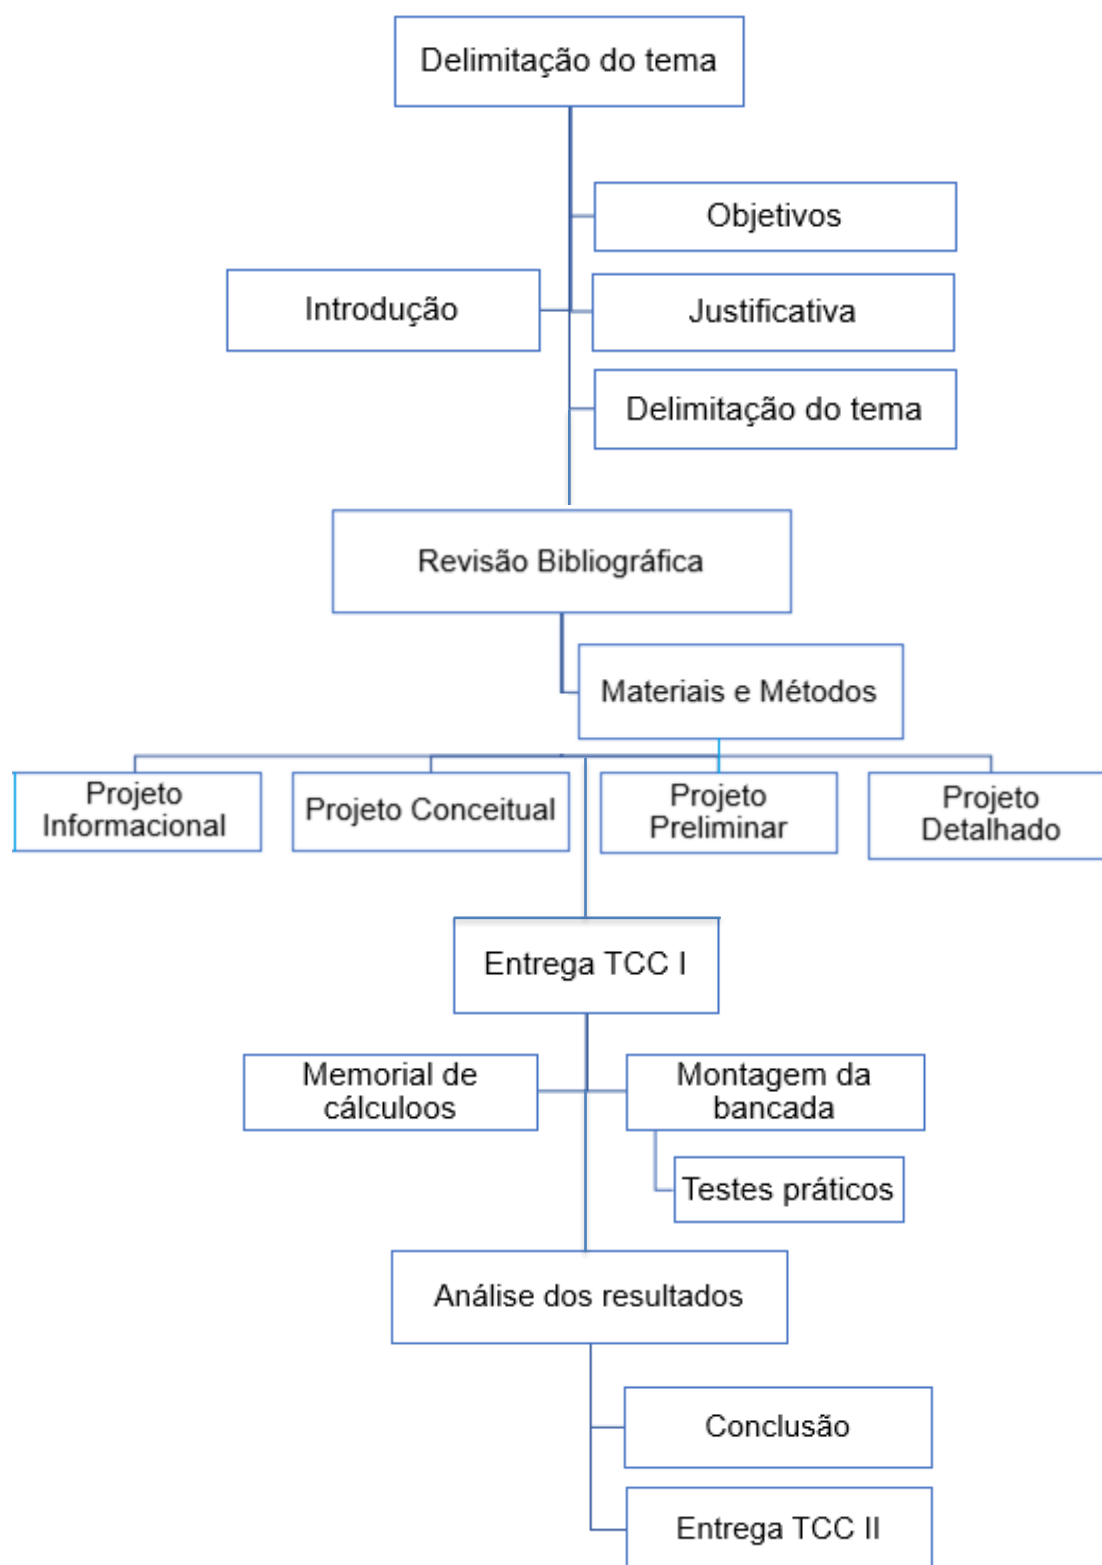 Delimitação do tema
Objetivos
Introdução
Justificativa
Delimitação do tema
Revisão Bibliográfica
Materiais e Métodos
Projeto
Informacional
Projeto Conceitual
Projeto
Preliminar
Projeto
Detalhado
Entrega TCC I
Memorial de
cálculoos
Montagem da
bancada
Testes práticos
Análise dos resultados
Conclusão
Entrega TCC II